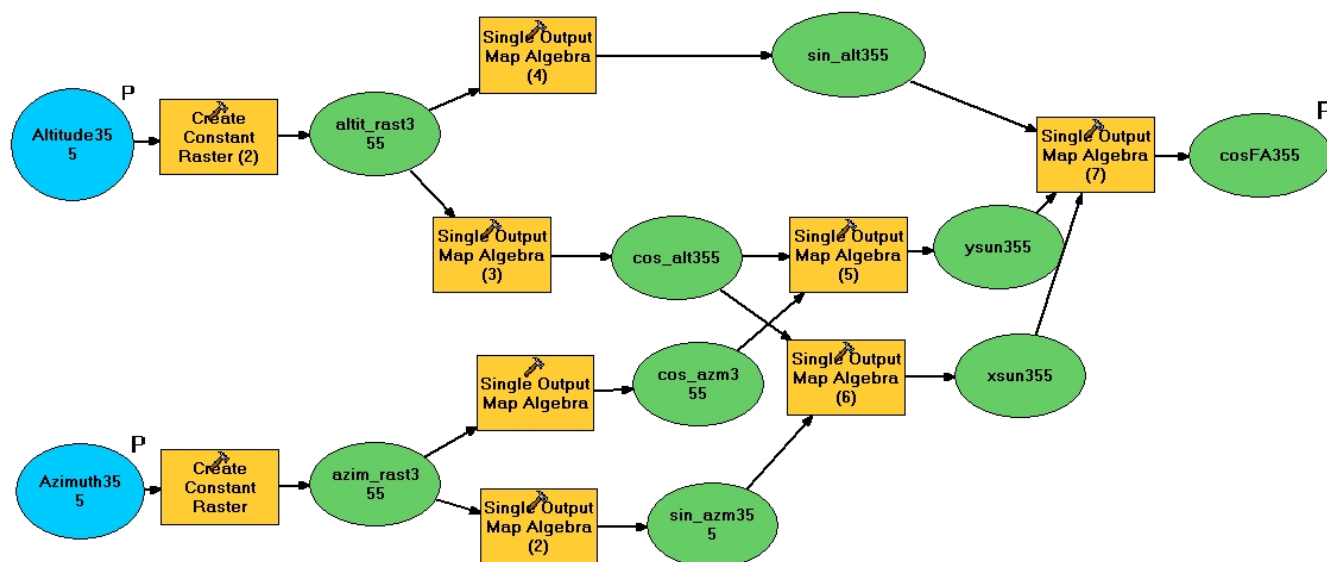 Single Output
Map Algebra
(4)
sin_alt355
P
Altitude35
5
Create
Constant
Raster (2)
altit_rast3
55
Single Output
Map Algebra
(7)
P
cosFA355
Single Output
Map Algebra
(3)
cos_alt355
Single Output
Map Algebra
(5)
ysun355
Single Output
Map Algebra
cos_azm3
55
Single Output
Map Algebra
(6)
xsun355
P
Azimuth35
5
Create
Constant
Raster
azim_rast3
55
Single Output
Map Algebra
(2)
sin_azm35
5